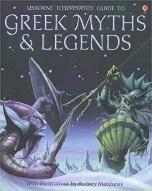 USBORNE ILLUSTRATED GUIDE TO
GREEK MYTHS
& LEGENDS
With illustrations by Rodney Matthews